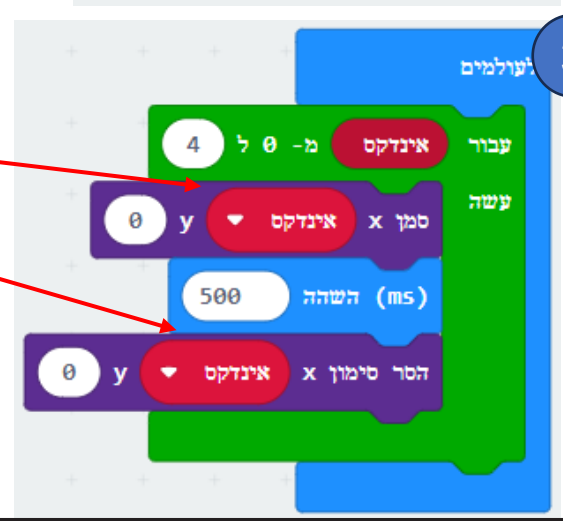 לעולמים
עבור אינדקס מ- 0 ל 4
עשה
סמן x אינדקס y 0
(ms) השהה 500
הסר סימון x אינדקס y 0